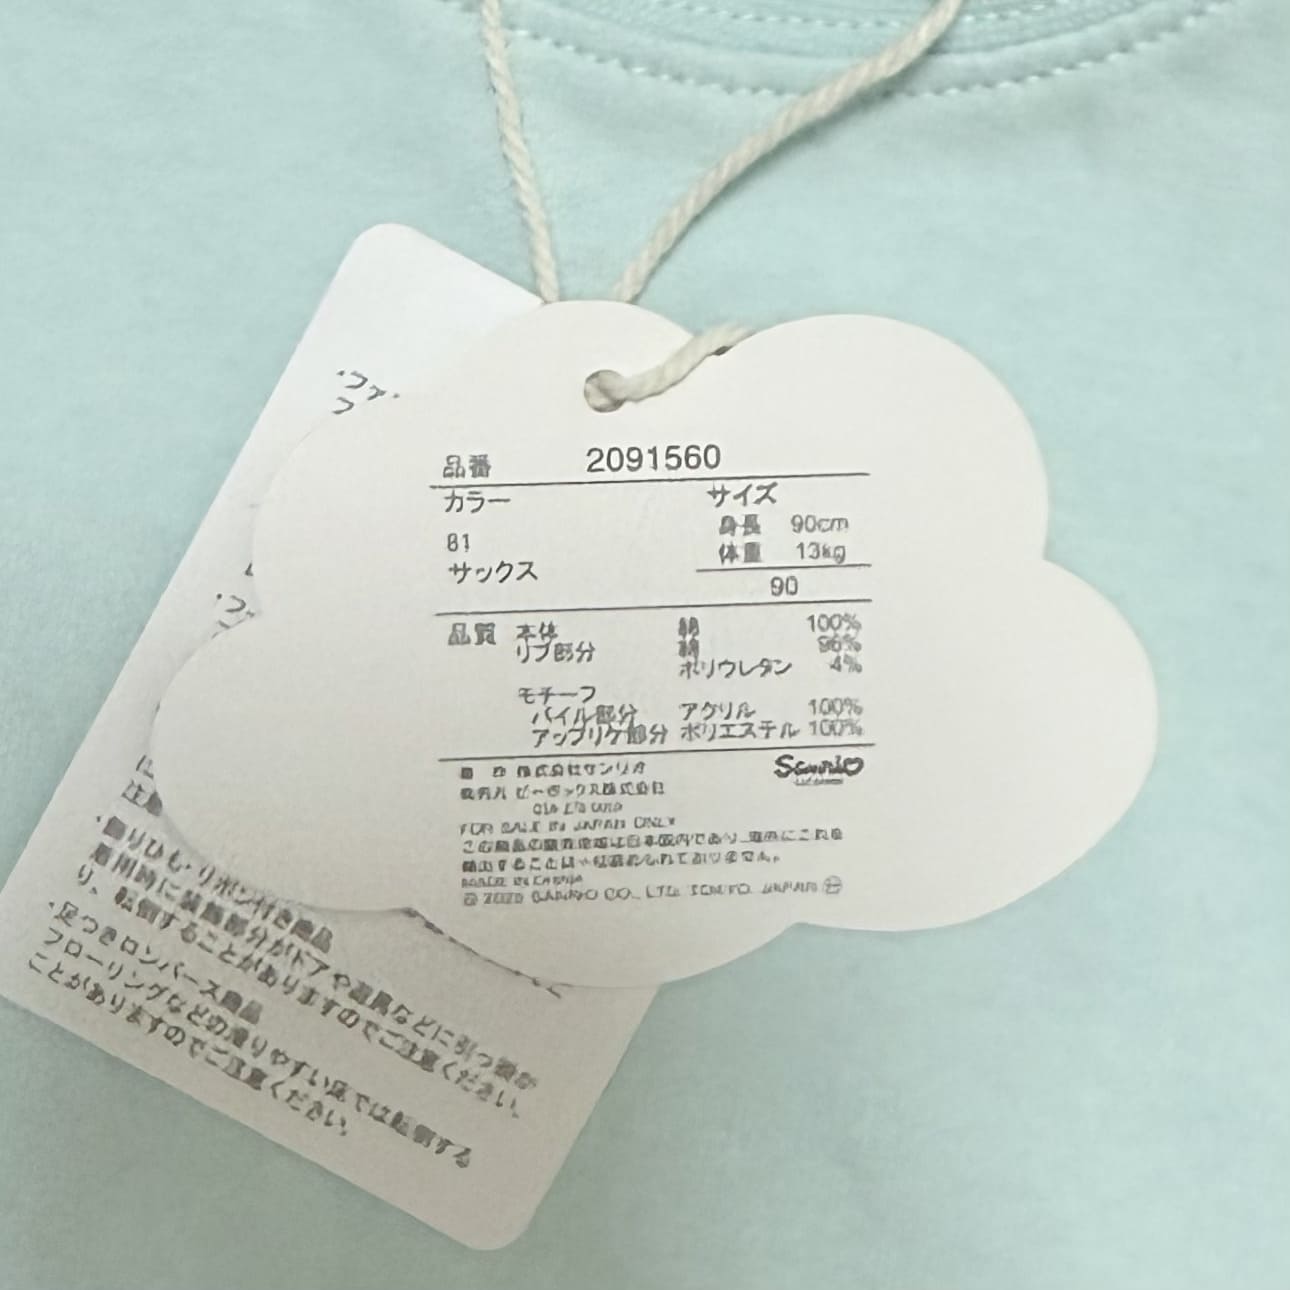 品番 2091560
カラー サイズ
身長 90cm
81
体重 13kg
サックス
90
品質 本体 綿 100%
リブ部分 綿 96%
ポリウレタン 4%
モチーフ
パイル部分 アクリル 100%
アップリケ部分 ポリエステル 100%
株式会社サンリオ
Sanrio
FOR SALE IN JAPAN ONLY
MADE IN CHINA
SANRIO CO., LTD. TOKYO, JAPAN
・飾りひも・リボン付き商品
着用時に装飾部分がドアや遊具などに引っ掛か
り、転倒することがありますのでご注意ください。
・足つきロンパース商品
フローリングなどの滑りやすい床では転倒する
ことがありますのでご注意ください。